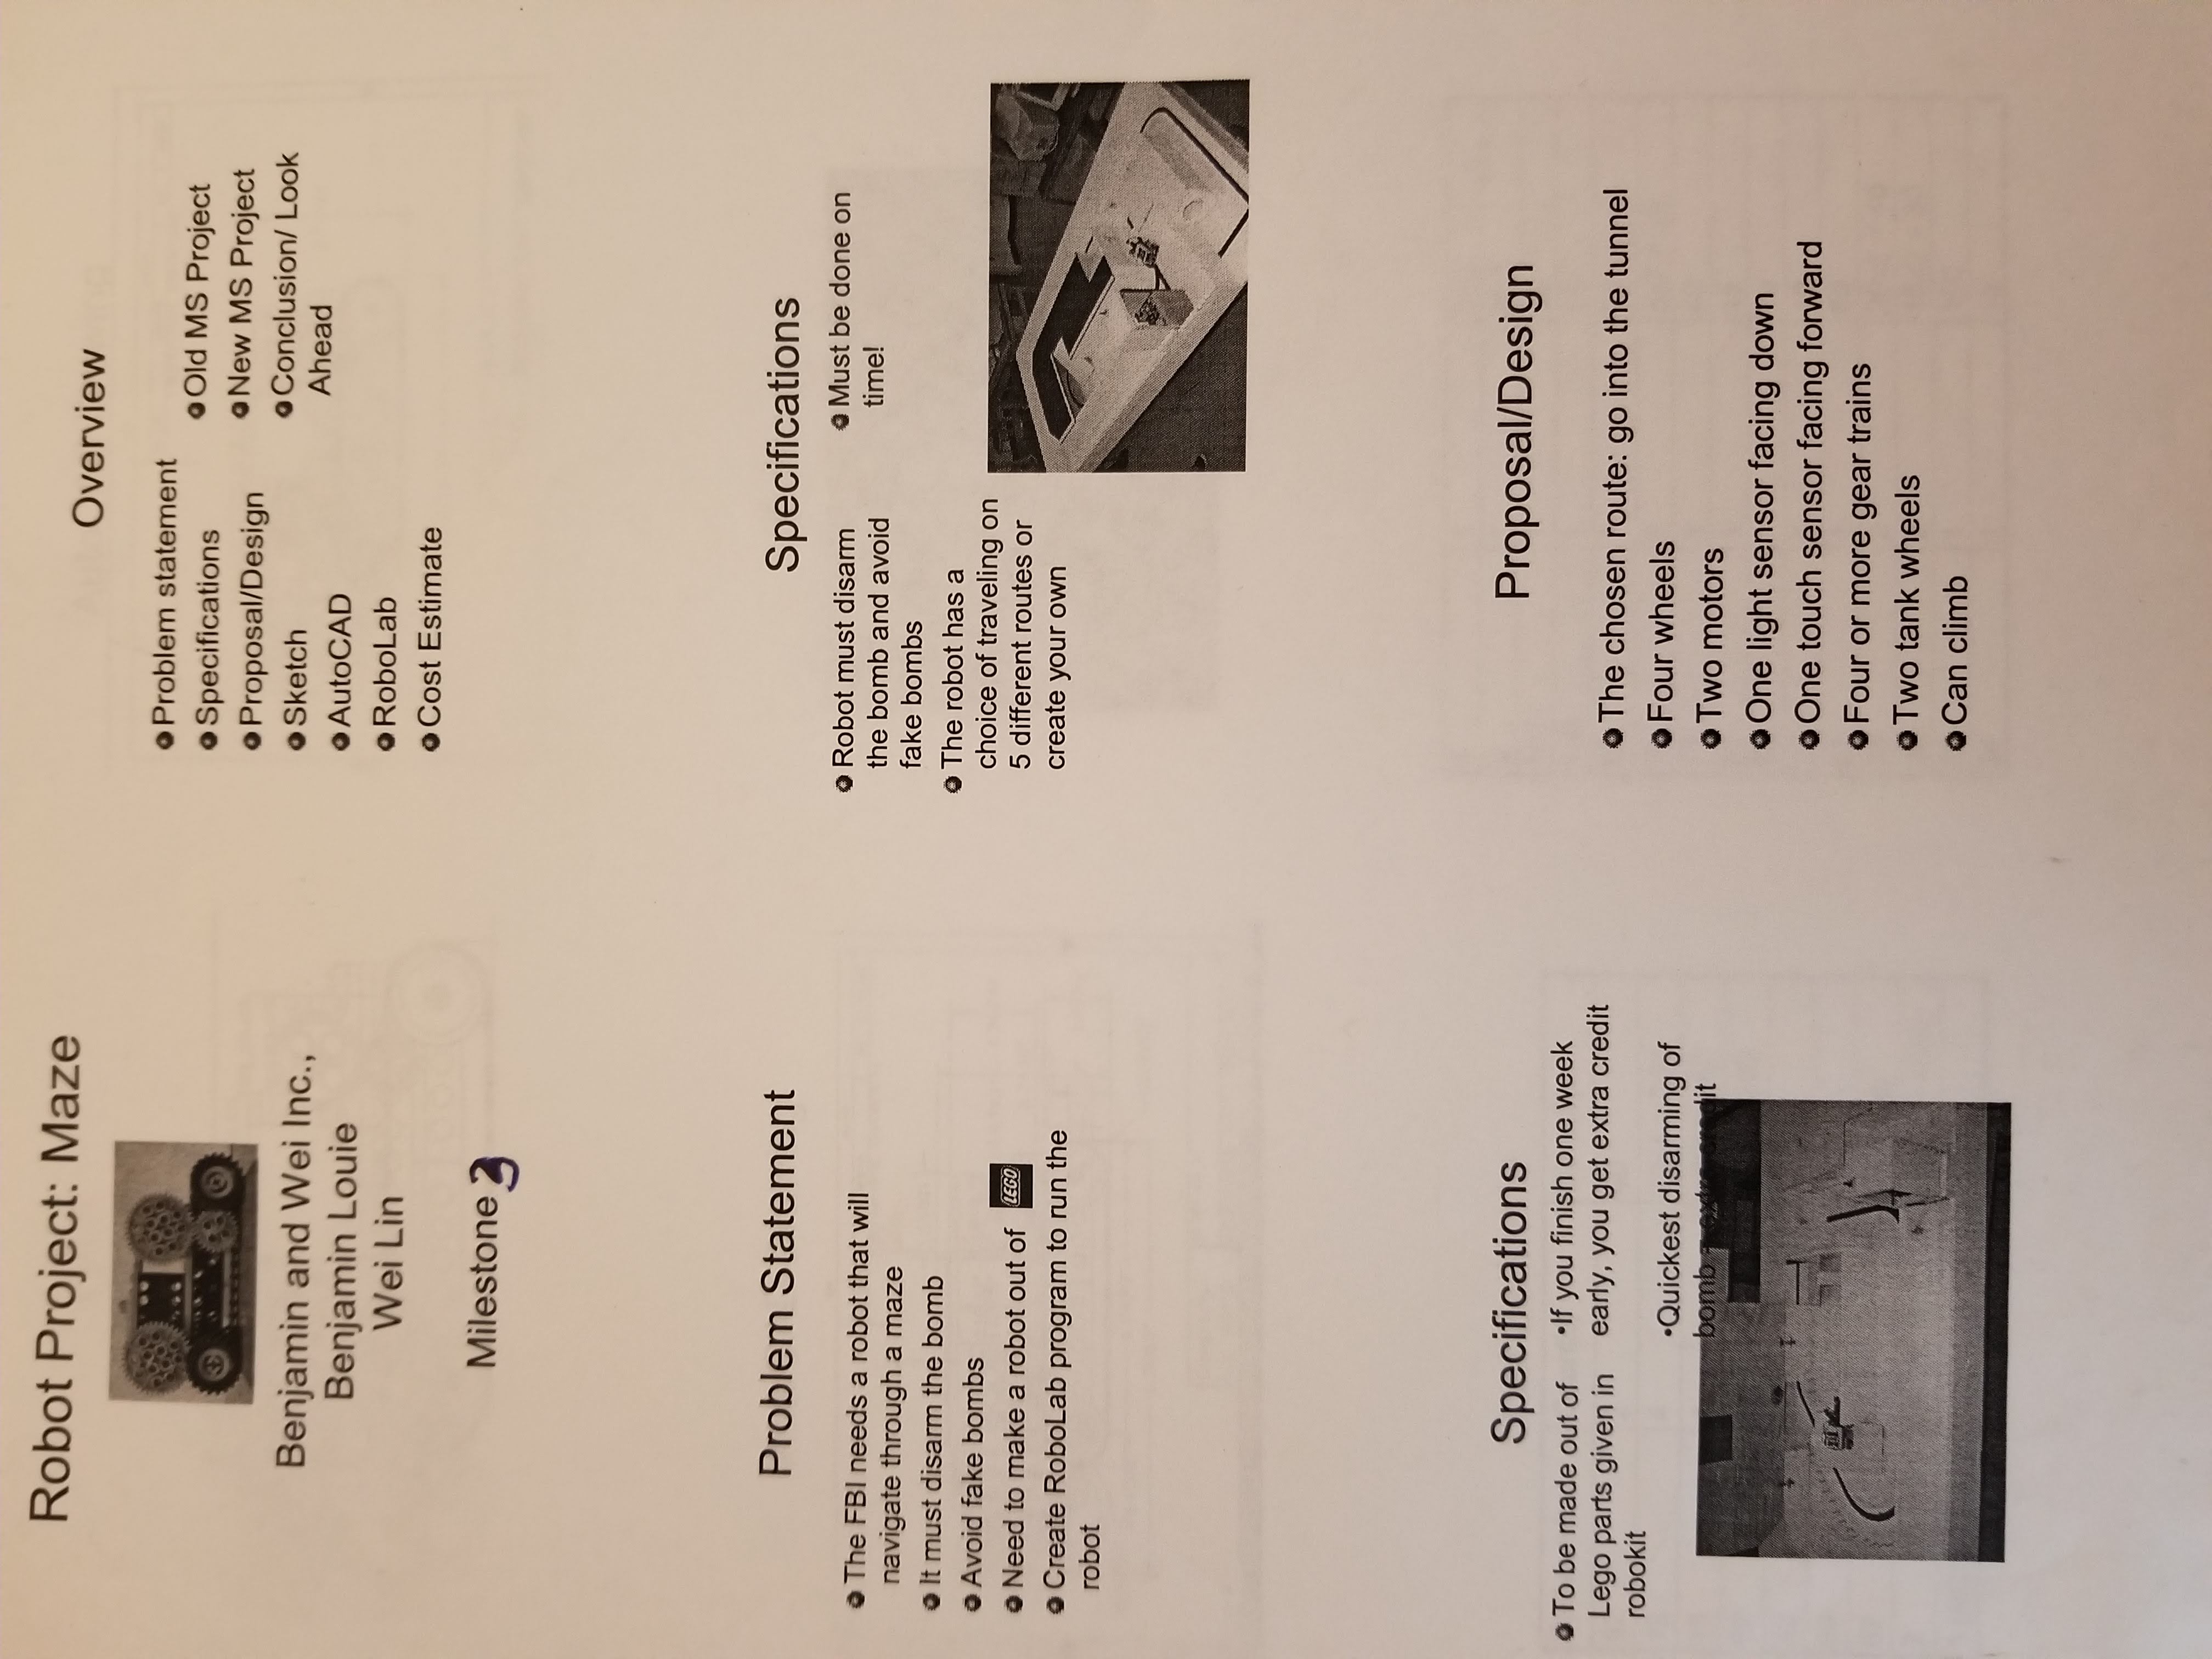 Robot Project: Maze
Benjamin and Wei Inc.,
Benjamin Louie
Wei Lin
Milestone 3
Overview
Problem statement
Specifications
Proposal/Design
Sketch
AutoCAD
RoboLab
Cost Estimate
Old MS Project
New MS Project
Conclusion/ Look
Ahead
Problem Statement
The FBI needs a robot that will
navigate through a maze
It must disarm the bomb
Avoid fake bombs
Need to make a robot out of LEGO
Create RoboLab program to run the
robot
Specifications
Robot must disarm
the bomb and avoid
fake bombs
The robot has a
choice of traveling on
5 different routes or
create your own
Must be done on
time!
Specifications
To be made out of
Lego parts given in
robokit
•If you finish one week
early, you get extra credit
•Quickest disarming of
bomb = extra credit
Proposal/Design
The chosen route: go into the tunnel
Four wheels
Two motors
One light sensor facing down
One touch sensor facing forward
Four or more gear trains
Two tank wheels
Can climb